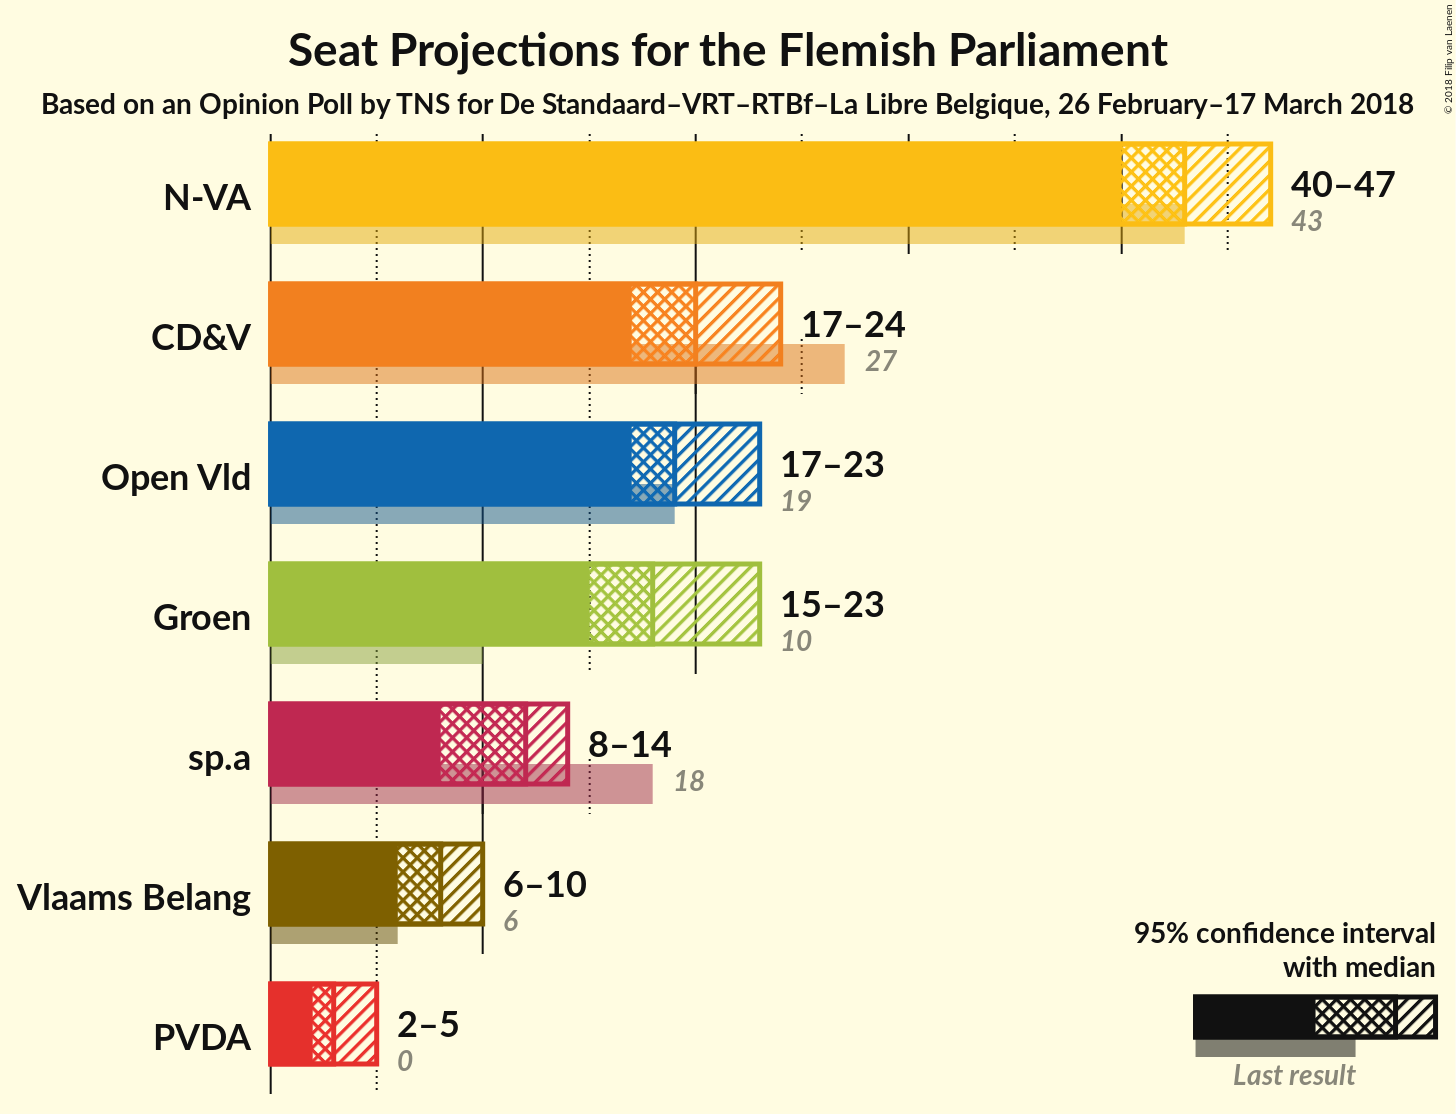 Seat Projections for the Flemish Parliament
Based on an Opinion Poll by TNS for De Standaard–VRT–RTBf–La Libre Belgique, 26 February–17 March 2018
© 2018 Filip van Laenen
N-VA
40–47
43
CD&V
17–24
27
Open Vld
17–23
19
Groen
15–23
10
sp.a
8–14
18
Vlaams Belang
6–10
6
PVDA
2–5
0
95% confidence interval
with median
Last result